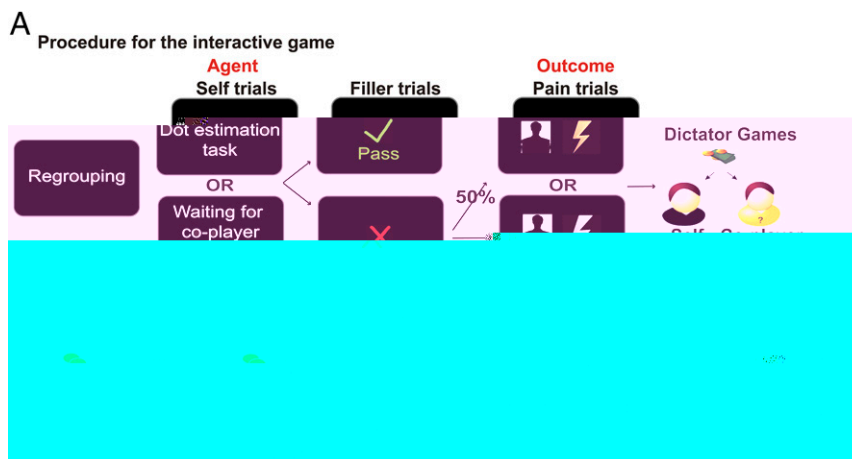 A
Procedure for the interactive game
Agent
Outcome
Self trials
Filler trials
Pain trials
Dot estimation
task
Pass
Dictator Games
Regrouping
OR
50%
OR
Waiting for
co-player
?